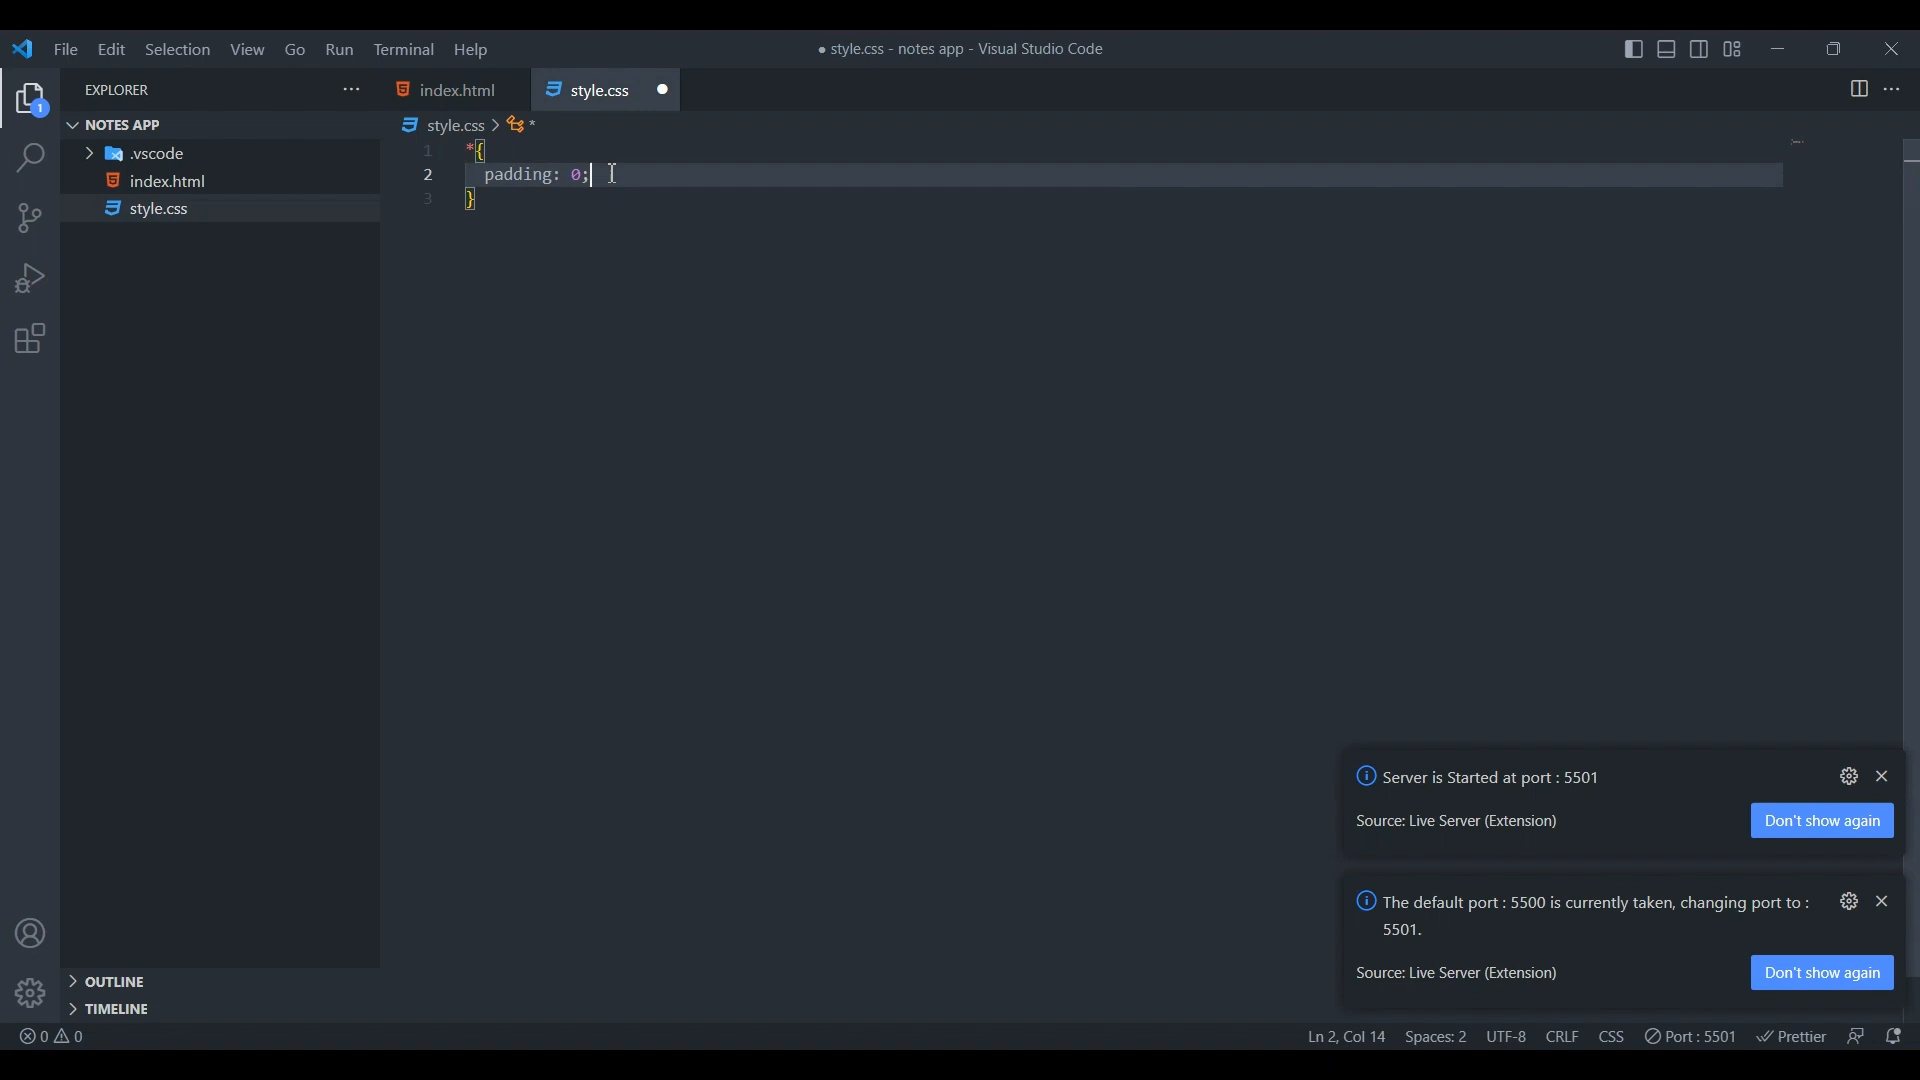 File Edit Selection View Go Run Terminal Help
● style.css - notes app - Visual Studio Code
EXPLORER
index.html
style.css
NOTES APP
style.css > *
.vscode
index.html
style.css
1 *{
2 padding: 0;
3 }
1
Server is Started at port : 5501
Source: Live Server (Extension)
Don't show again
The default port : 5500 is currently taken, changing port to :
5501.
Source: Live Server (Extension)
Don't show again
OUTLINE
TIMELINE
0 0
Ln 2, Col 14 Spaces: 2 UTF-8 CRLF CSS Port : 5501 Prettier